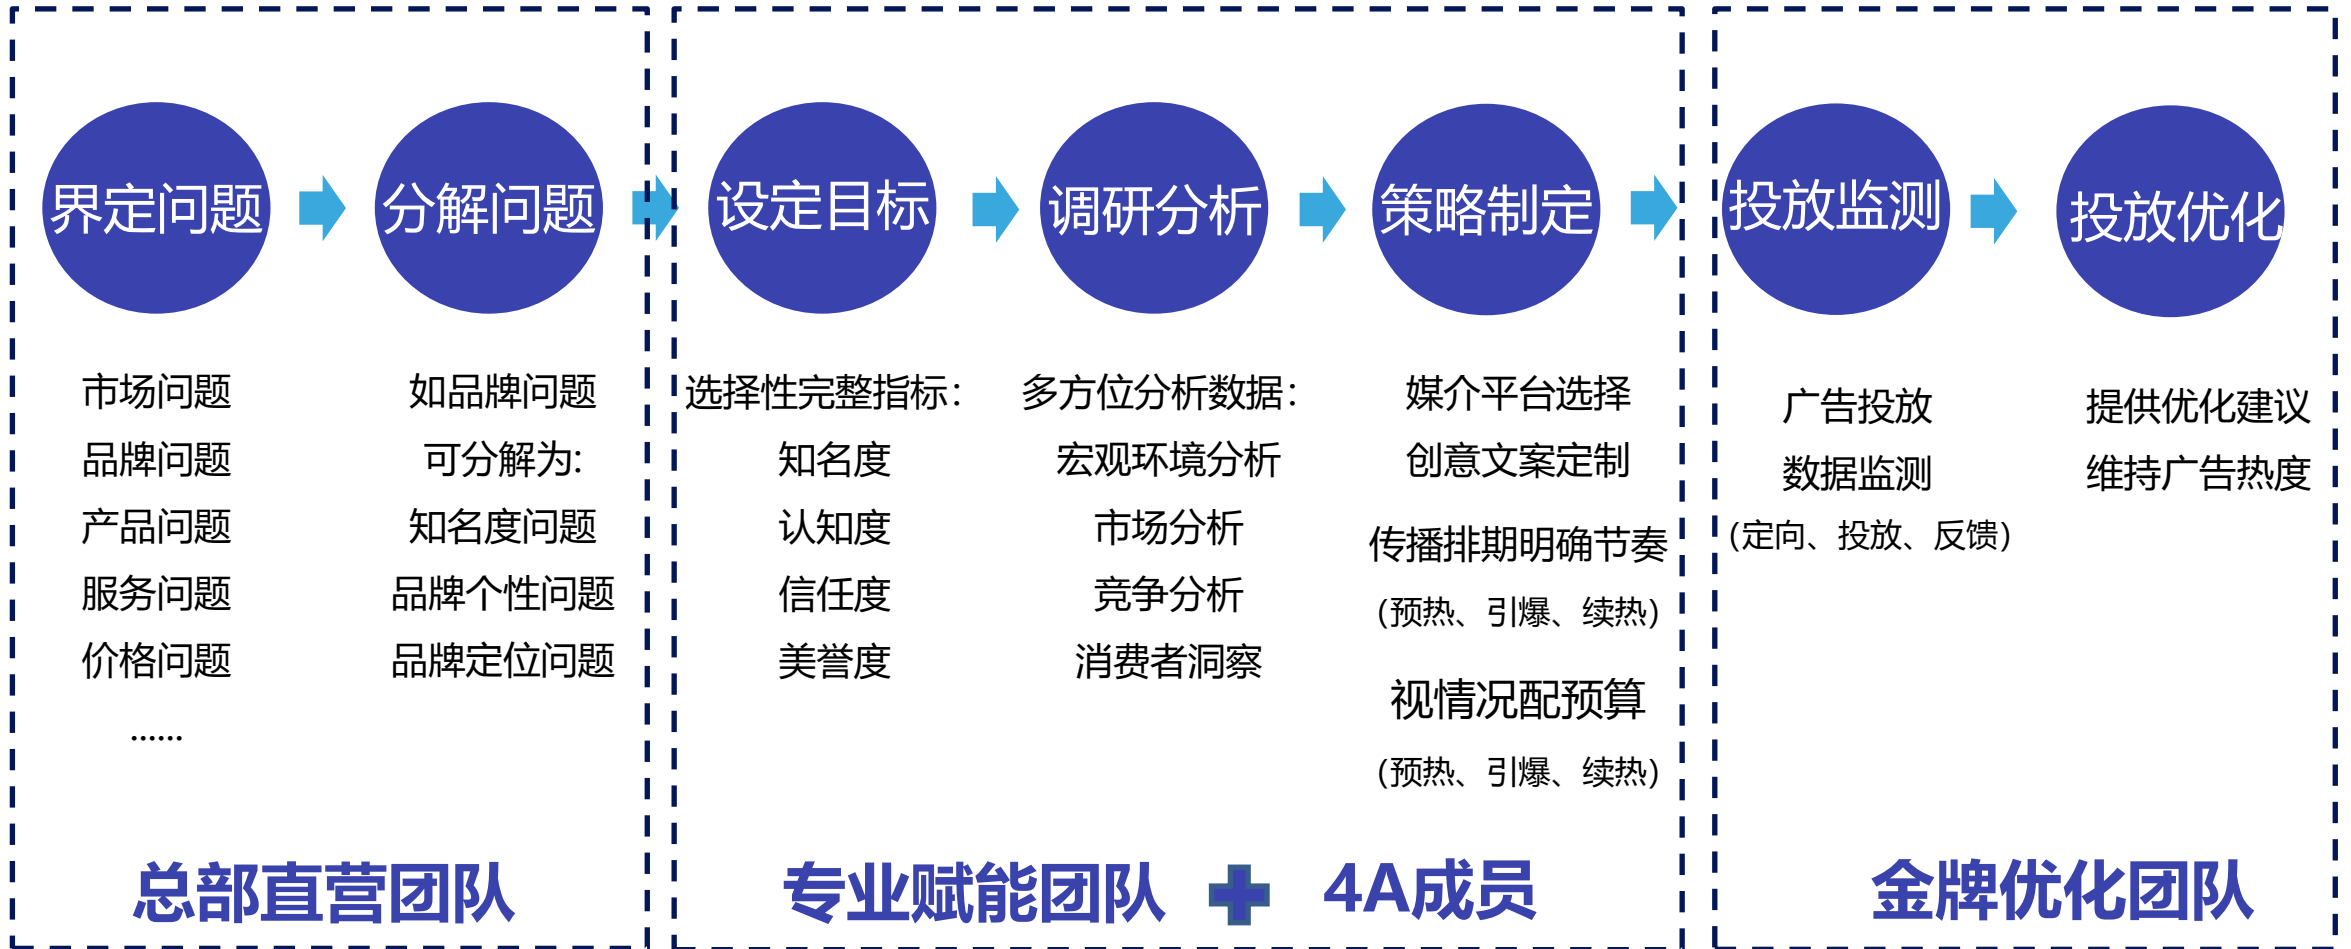 界定问题
分解问题
设定目标
调研分析
策略制定
投放监测
投放优化
市场问题
品牌问题
产品问题
服务问题
价格问题
......
如品牌问题
可分解为:
知名度问题
品牌个性问题
品牌定位问题
选择性完整指标：
知名度
认知度
信任度
美誉度
多方位分析数据：
宏观环境分析
市场分析
竞争分析
消费者洞察
媒介平台选择
创意文案定制
传播排期明确节奏
（预热、引爆、续热）
视情况配预算
（预热、引爆、续热）
广告投放
数据监测
（定向、投放、反馈）
提供优化建议
维持广告热度
总部直营团队
专业赋能团队
4A成员
金牌优化团队